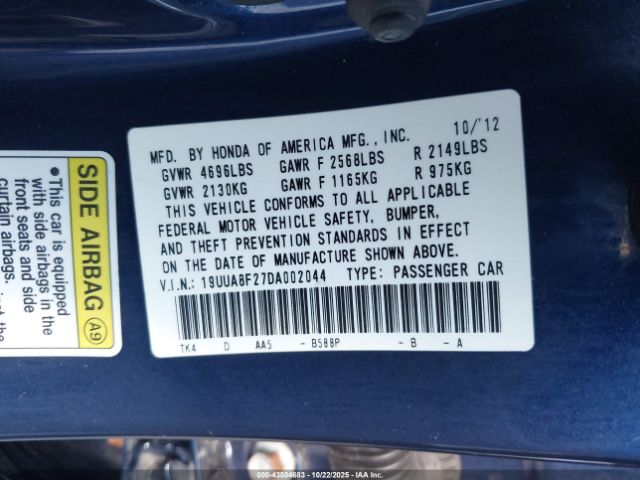 MFD. BY HONDA OF AMERICA MFG., INC. 10/'12
GVWR 4696LBS GAWR F 2568LBS R 2149LBS
GVWR 2130KG GAWR F 1165KG R 975KG
THIS VEHICLE CONFORMS TO ALL APPLICABLE
FEDERAL MOTOR VEHICLE SAFETY, BUMPER,
AND THEFT PREVENTION STANDARDS IN EFFECT
ON THE DATE OF MANUFACTURE SHOWN ABOVE.
V.I.N.: 19UUA8F27DA002044 TYPE: PASSENGER CAR
TK4 D AA5 -B588P -B -A
SIDE AIRBAG A9
●This car is equipped
with side airbags in the
front seats and side
curtain airbags.
IAA -- 43504683 - 10/22/2025 - IAAI.COM